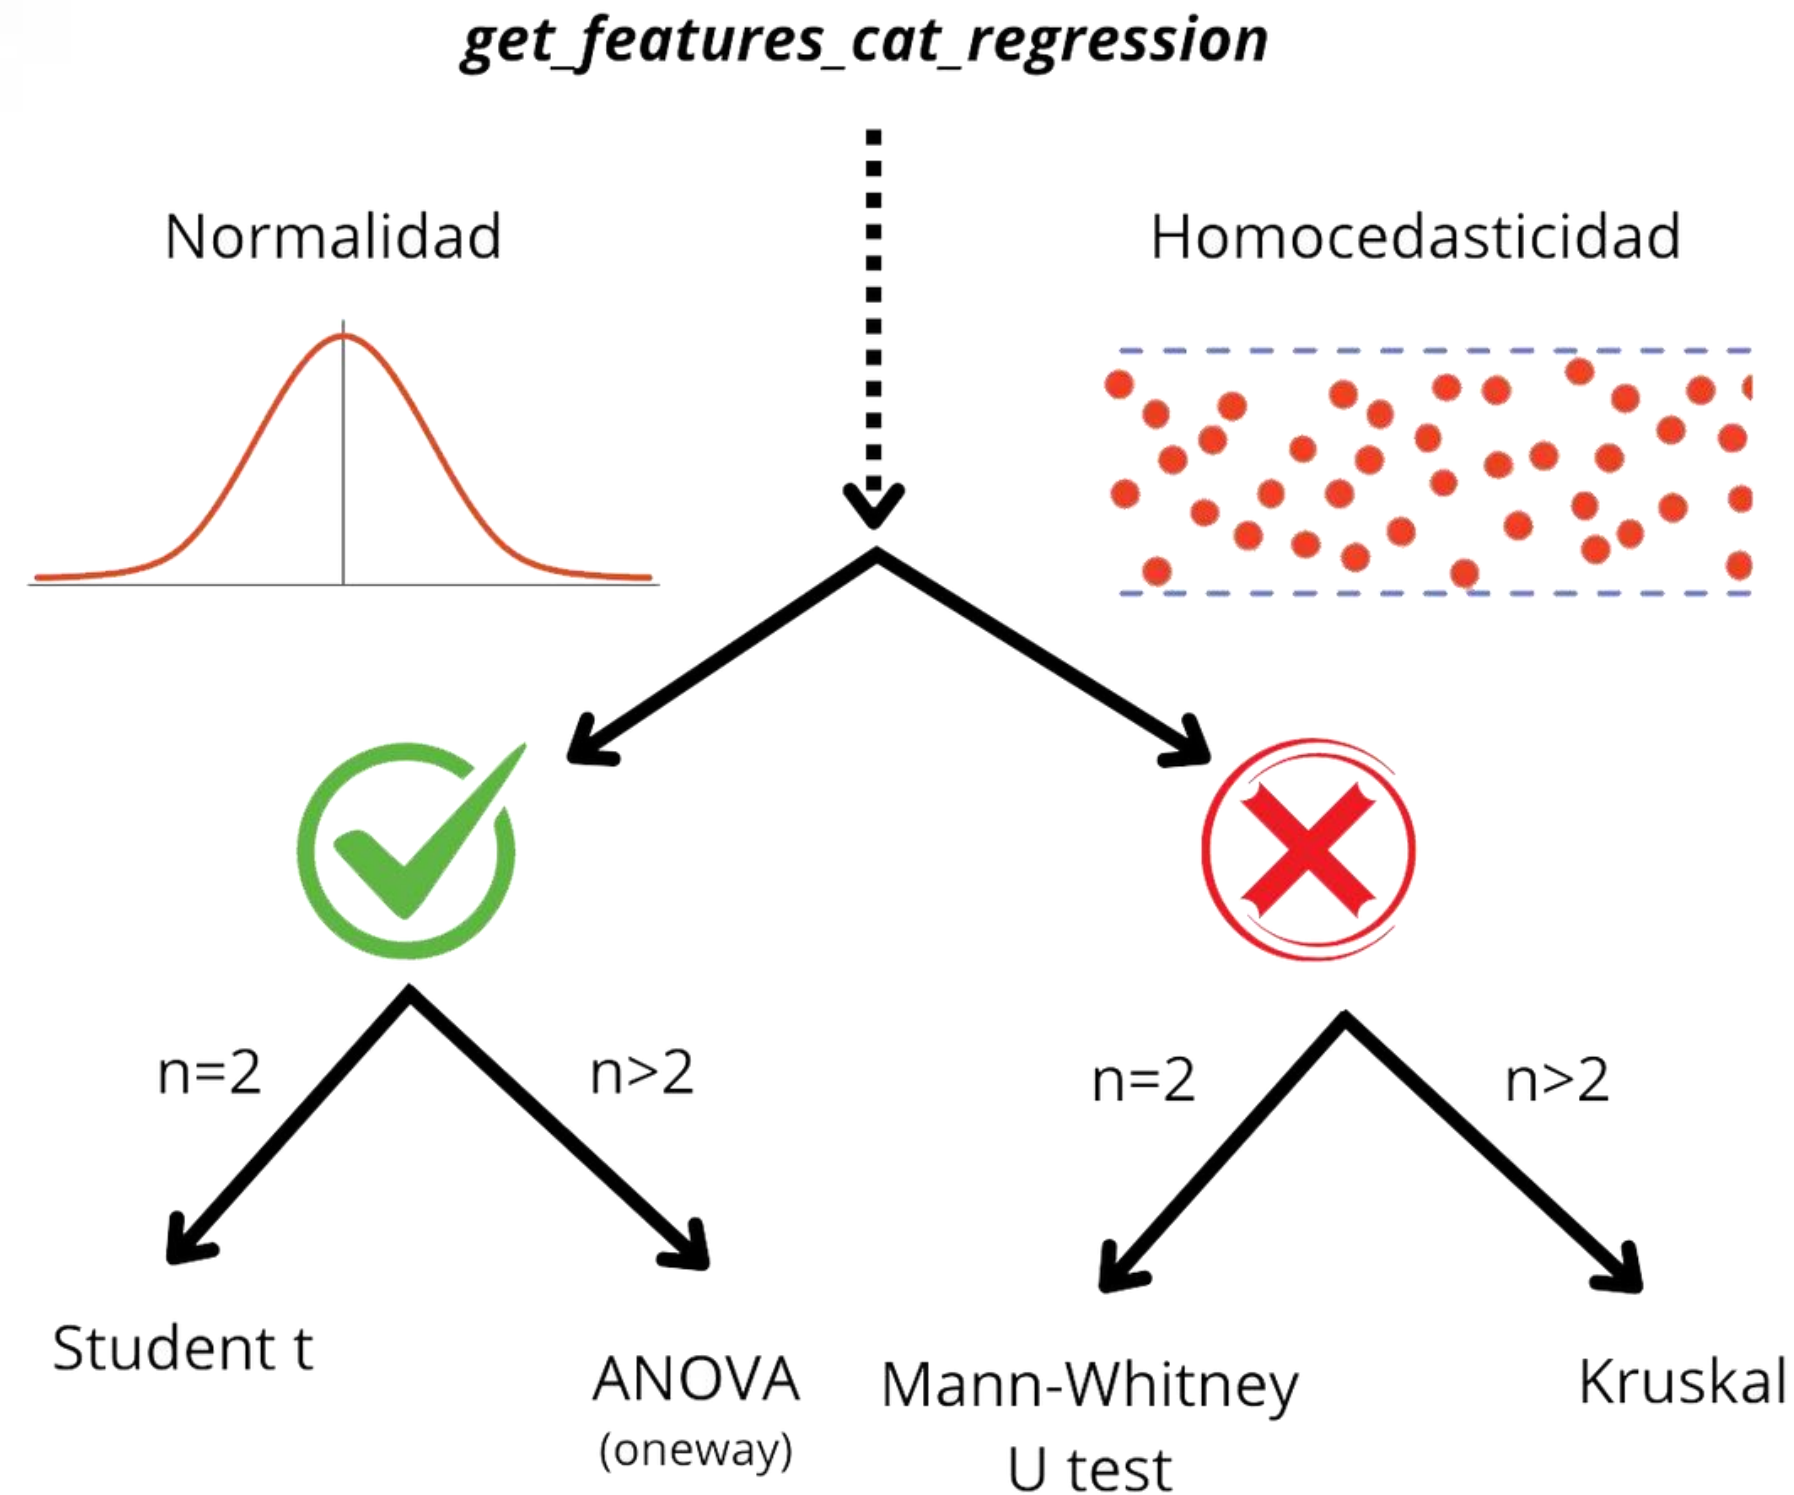 get_features_cat_regression
Normalidad
Homocedasticidad
n=2
n>2
n=2
n>2
Student t
ANOVA
(oneway)
Mann-Whitney
U test
Kruskal